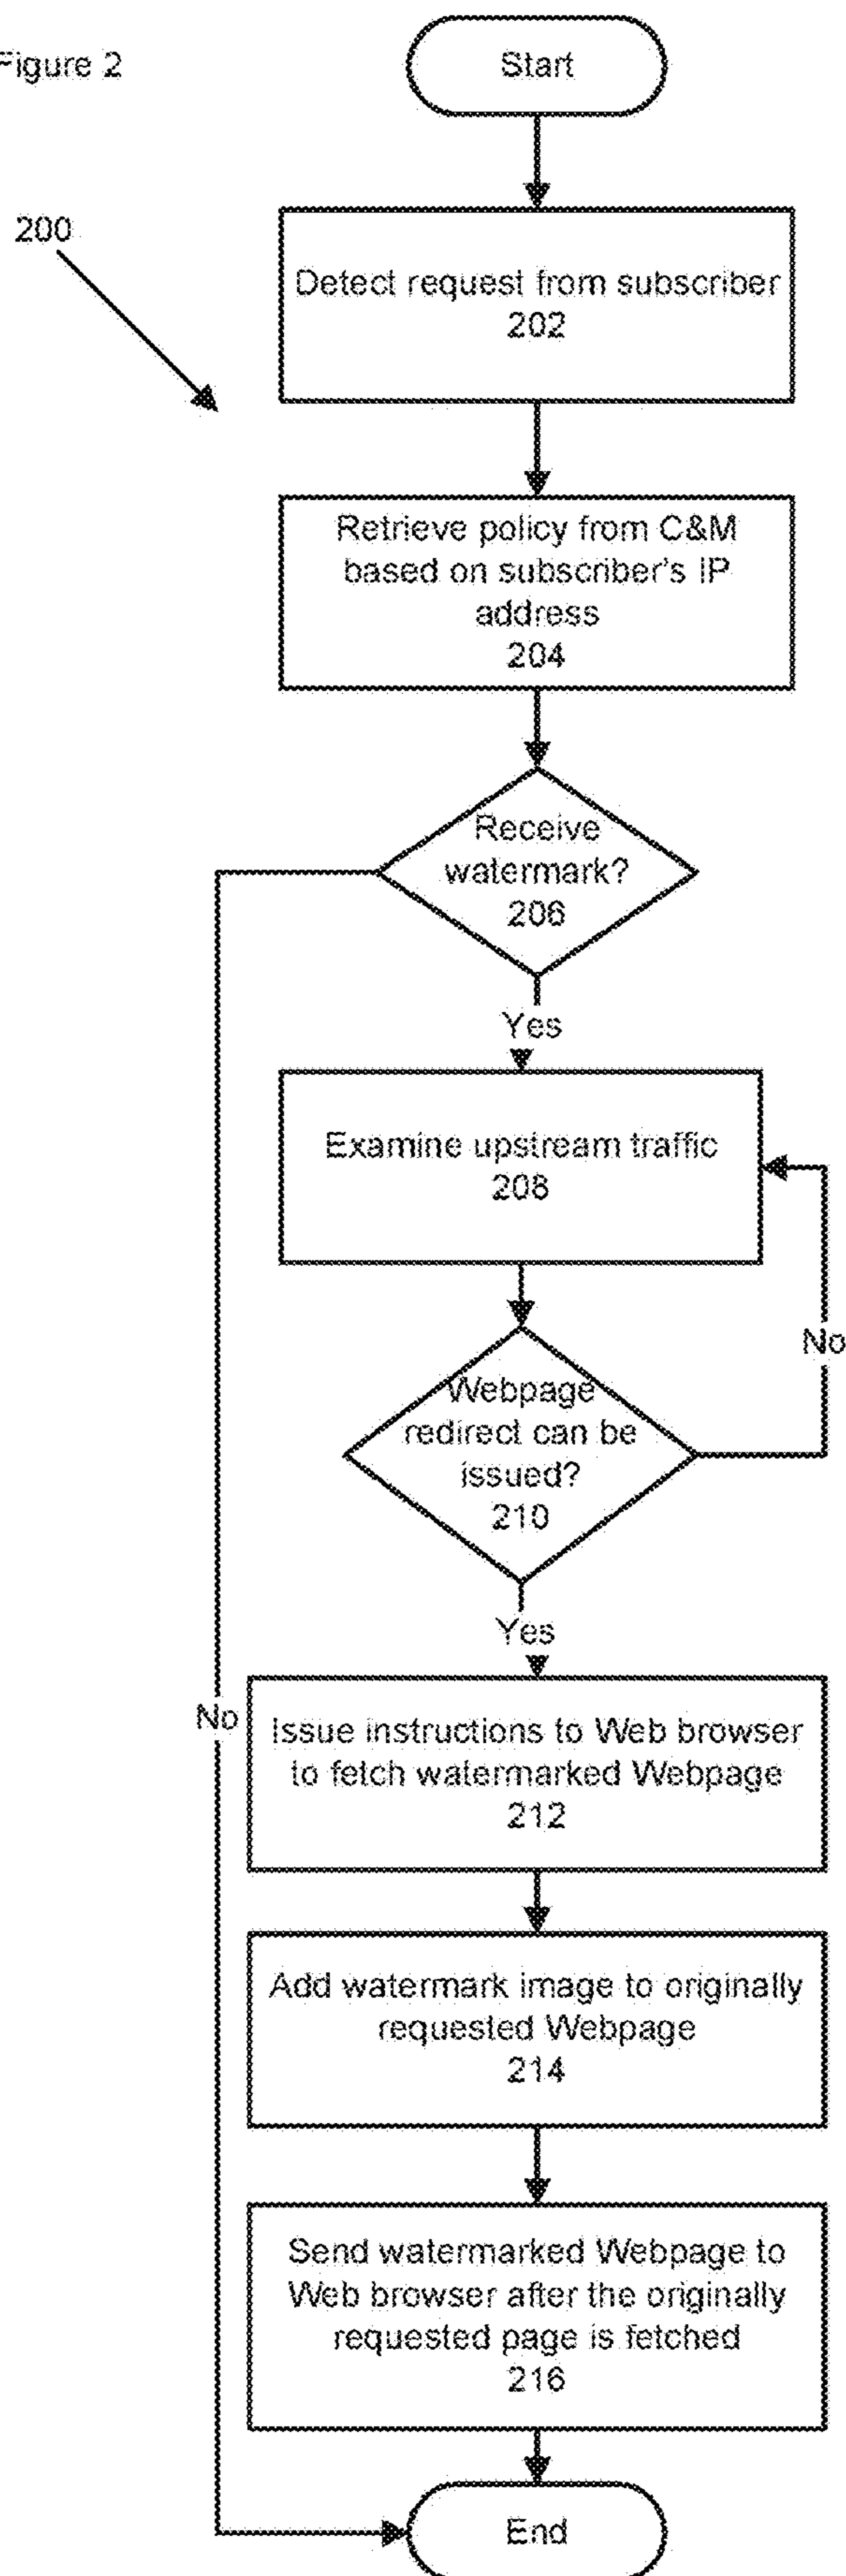 Figure 2
Start
200
Detect request from subscriber
202
Retrieve policy from C&M
based on subscriber's IP
address
204
Receive
watermark?
206
Yes
Examine upstream traffic
208
No
Webpage
redirect can be
issued?
210
Yes
No
Issue instructions to Web browser
to fetch watermarked Webpage
212
Add watermark image to originally
requested Webpage
214
Send watermarked Webpage to
Web browser after the originally
requested page is fetched
216
End